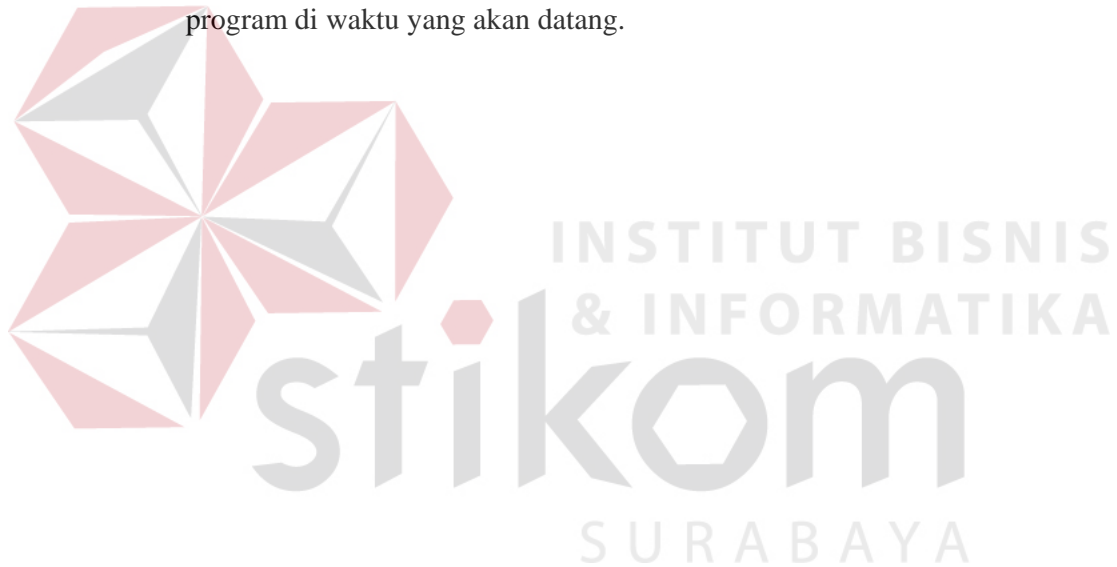 program di waktu yang akan datang.
INSTITUT BISNIS
& INFORMATIKA
stikom
SURABAYA